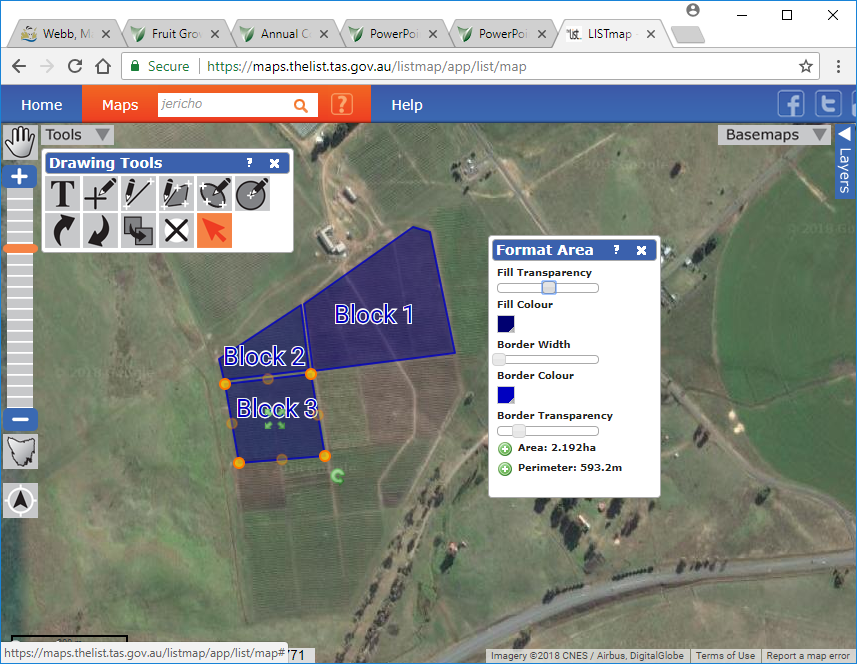 Webb, M
Fruit Gro
Annual C
PowerPoi
PowerPoi
LISTmap
Secure
https://maps.thelist.tas.gov.au/listmap/app/list/map
Home
Maps
jericho
?
Help
f
t
Tools
Basemaps
Layers
Drawing Tools ?
T
Format Area ?
Fill Transparency
Fill Colour
Border Width
Border Colour
Border Transparency
Area: 2.192ha
Perimeter: 593.2m
Block 1
Block 2
Block 3
https://maps.thelist.tas.gov.au/listmap/app/list/map#
771
Imagery ©2018 CNES / Airbus, DigitalGlobe
Terms of Use
Report a map error